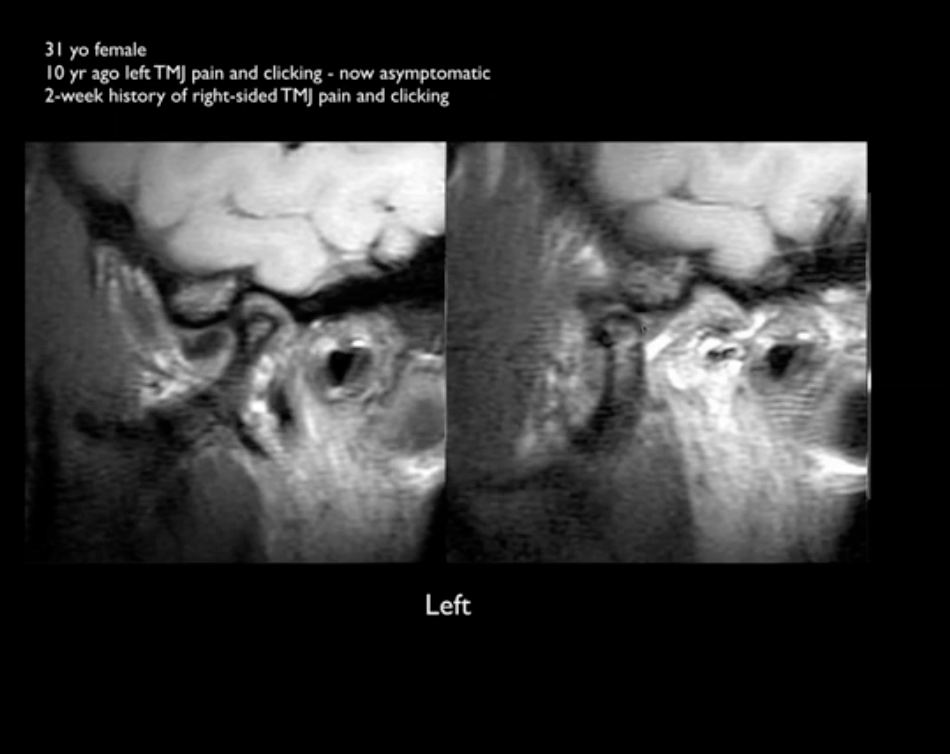 31 yo female
10 yr ago left TMJ pain and clicking - now asymptomatic
2-week history of right-sided TMJ pain and clicking
Left